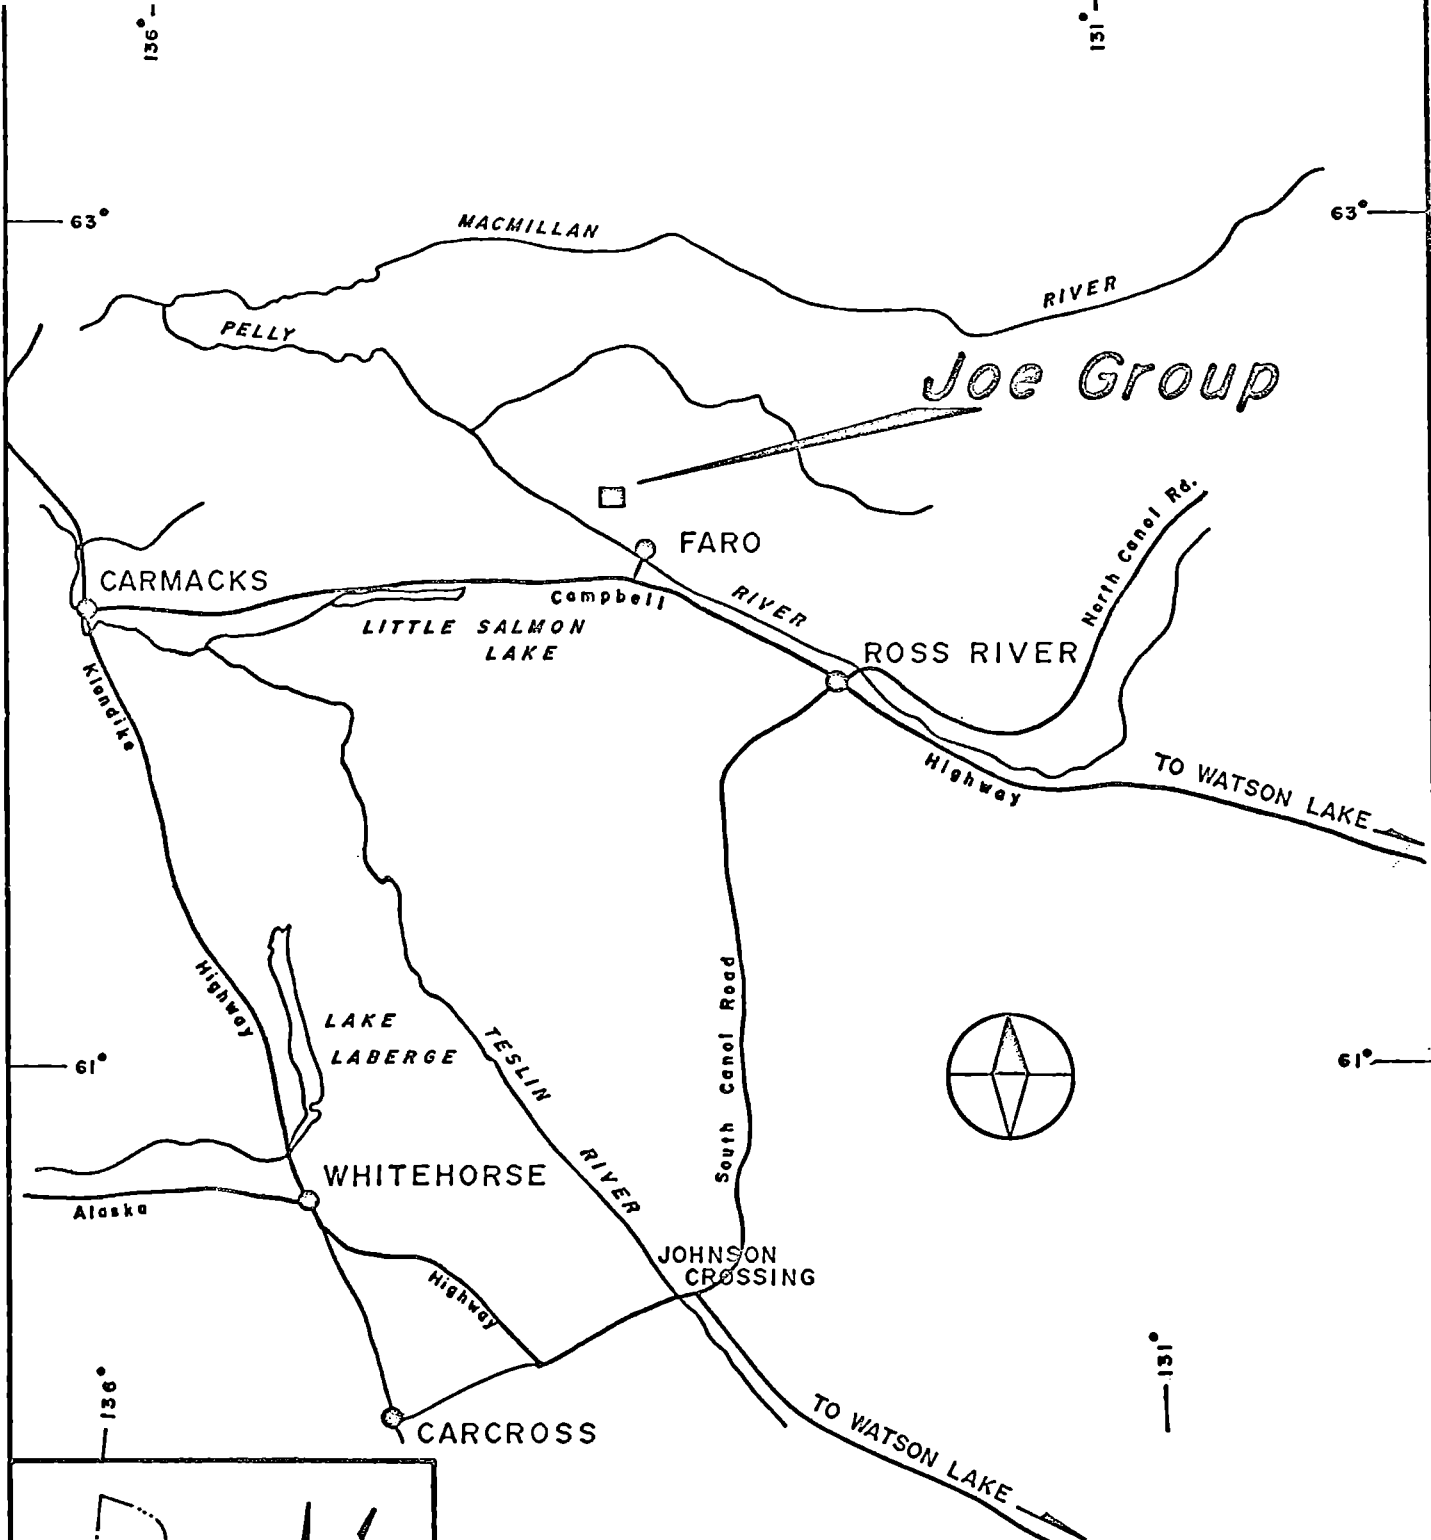 136°
131°
63°
63°
MACMILLAN
RIVER
PELLY
Joe Group
North Canol Rd.
FARO
CARMACKS
Campbell
RIVER
LITTLE SALMON
LAKE
ROSS RIVER
Klondike
Highway
TO WATSON LAKE
Highway
South Canol Road
LAKE
LABERGE
TESLIN
RIVER
61°
61°
WHITEHORSE
Alaska
Highway
JOHNSON
CROSSING
131°
136°
CARCROSS
TO WATSON LAKE